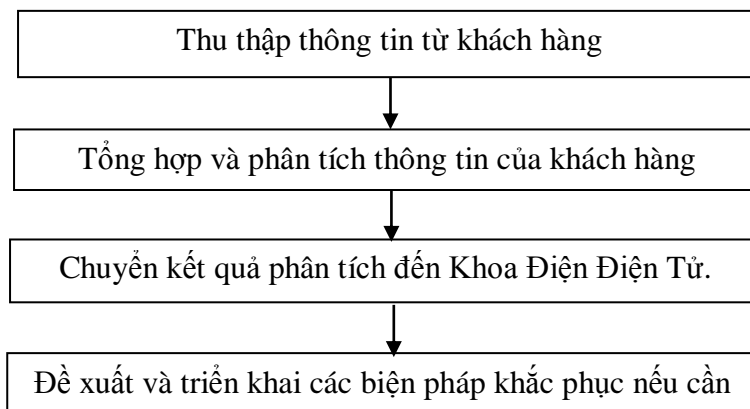 Thu thập thông tin từ khách hàng
Tổng hợp và phân tích thông tin của khách hàng
Chuyển kết quả phân tích đến Khoa Điện Điện Tử.
Đề xuất và triển khai các biện pháp khắc phục nếu cần